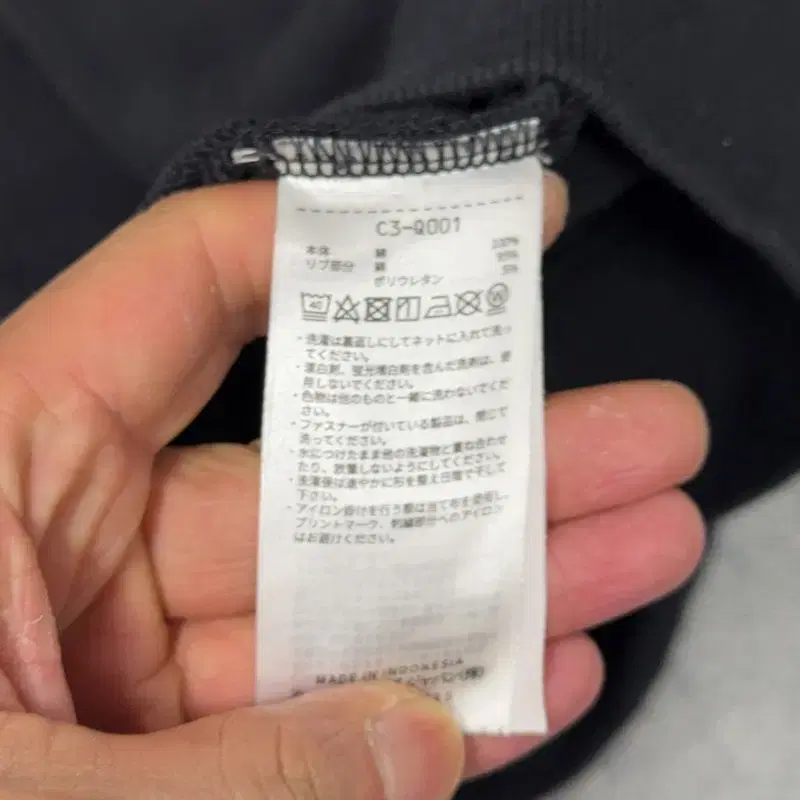 C3-Q001
本体 綿 100%
リブ部分 綿 95%
ポリウレタン 5%
40
W
・洗濯は裏返しにしてネットに入れて洗っ
てください。
・漂白剤、蛍光増白剤を含んだ洗剤は、使
用しないでください。
・色物は他のものと一緒に洗わないでくだ
さい。
・ファスナーが付いている製品は、閉じて
洗ってください。
・水につけたまま他の洗濯物と重ね合わせ
たり、放置しないようにしてください。
・洗濯後は速やかに形を整え日陰で干して
下さい。
・アイロン掛けを行う際は当て布を使用し、
プリントマーク、刺繍部分へのアイロン
はお避けください。
MADE IN INDONESIA
ジャパン(株)